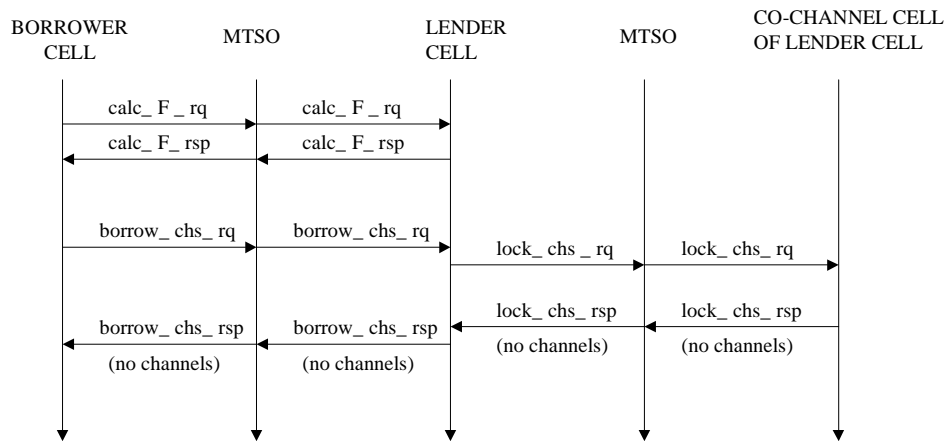 BORROWER
CELL
MTSO
LENDER
CELL
MTSO
CO-CHANNEL CELL
OF LENDER CELL
calc_ F _ rq
calc_ F _ rq
calc_ F_ rsp
calc_ F_ rsp
borrow_ chs_ rq
borrow_ chs_ rq
lock_ chs _ rq
lock_ chs_ rq
lock_ chs_ rsp
lock_ chs_ rsp
borrow_ chs_ rsp
borrow_ chs_ rsp
(no channels)
(no channels)
(no channels)
(no channels)